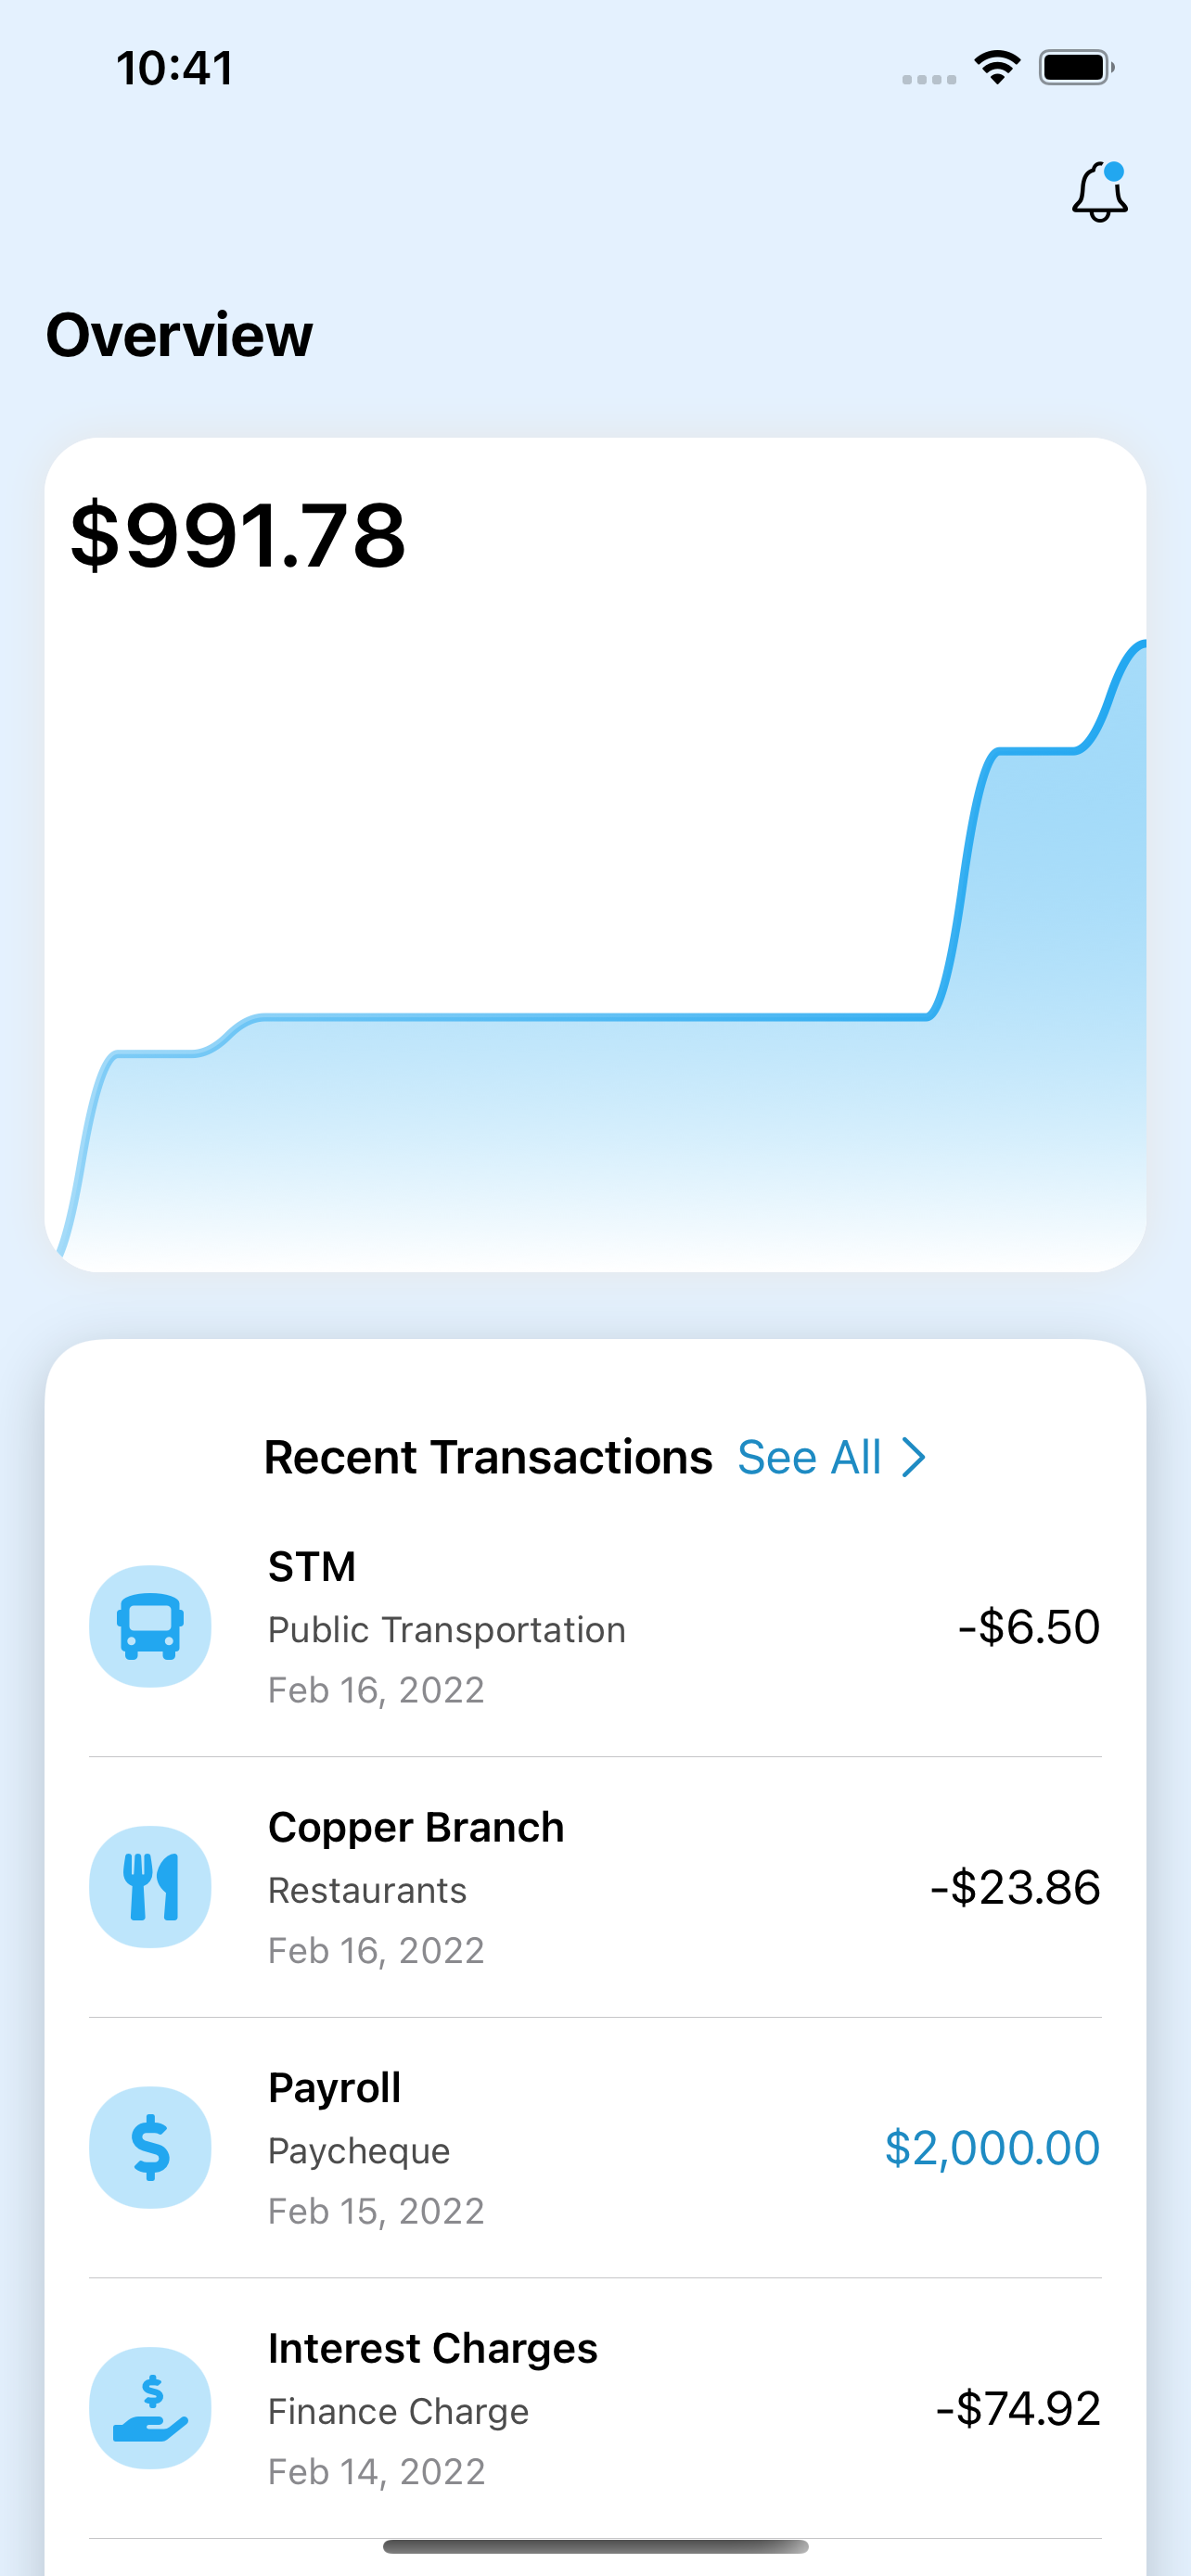 10:41
Overview
$991.78
Recent Transactions See All
STM
Public Transportation
-$6.50
Feb 16, 2022
Copper Branch
Restaurants
-$23.86
Feb 16, 2022
Payroll
Paycheque
$2,000.00
Feb 15, 2022
Interest Charges
Finance Charge
-$74.92
Feb 14, 2022